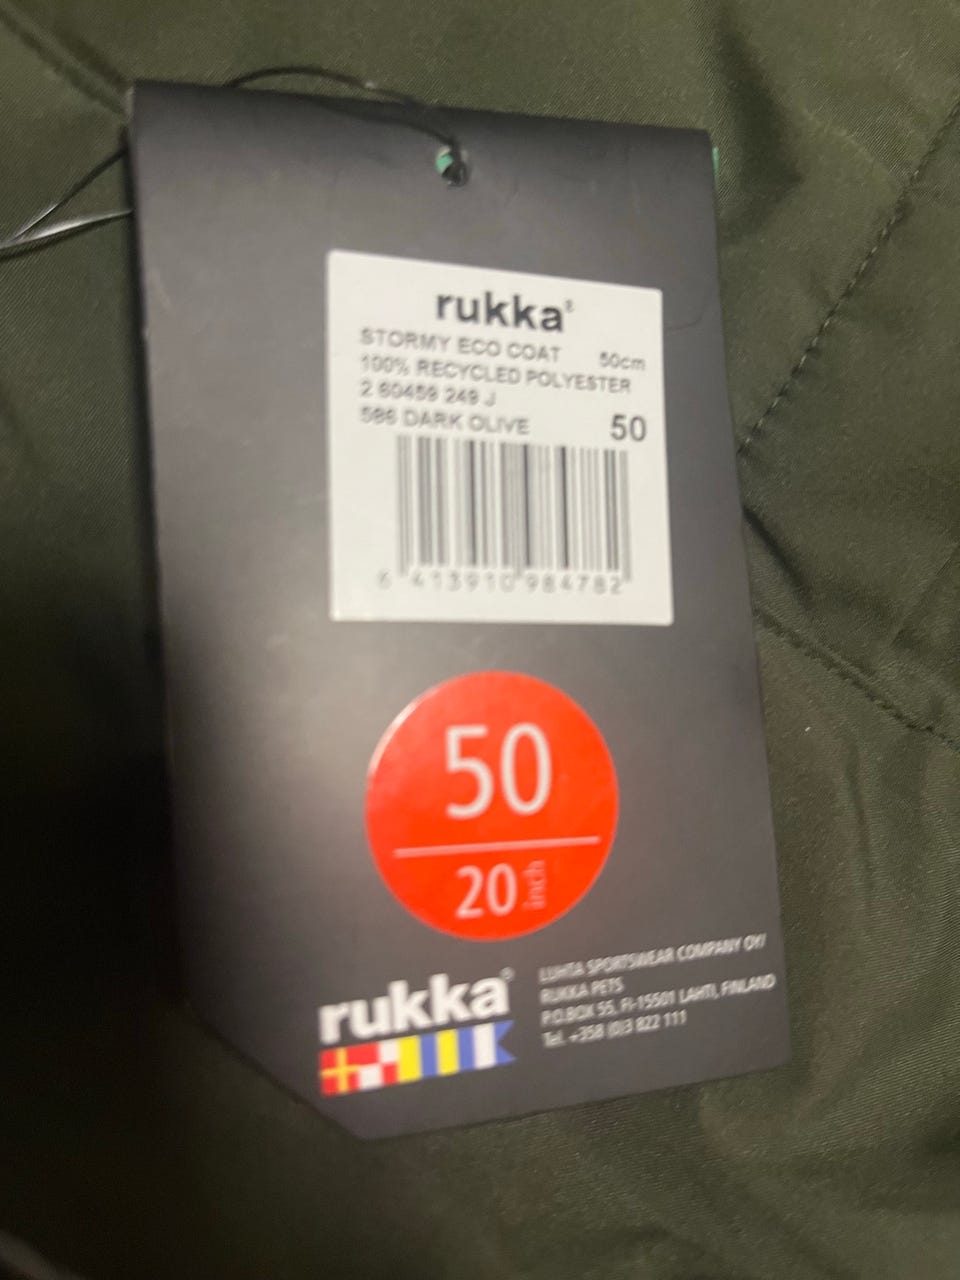 rukka®
STORMY ECO COAT 50cm
100% RECYCLED POLYESTER
2 60459 249 J
586 DARK OLIVE 50
6 413910 984782
50
20 inch
rukka®
LUHTA SPORTSWEAR COMPANY OY/
RUKKA PETS
P.O.BOX 55, FI-15501 LAHTI, FINLAND
Tel. +358 (0)3 822 111